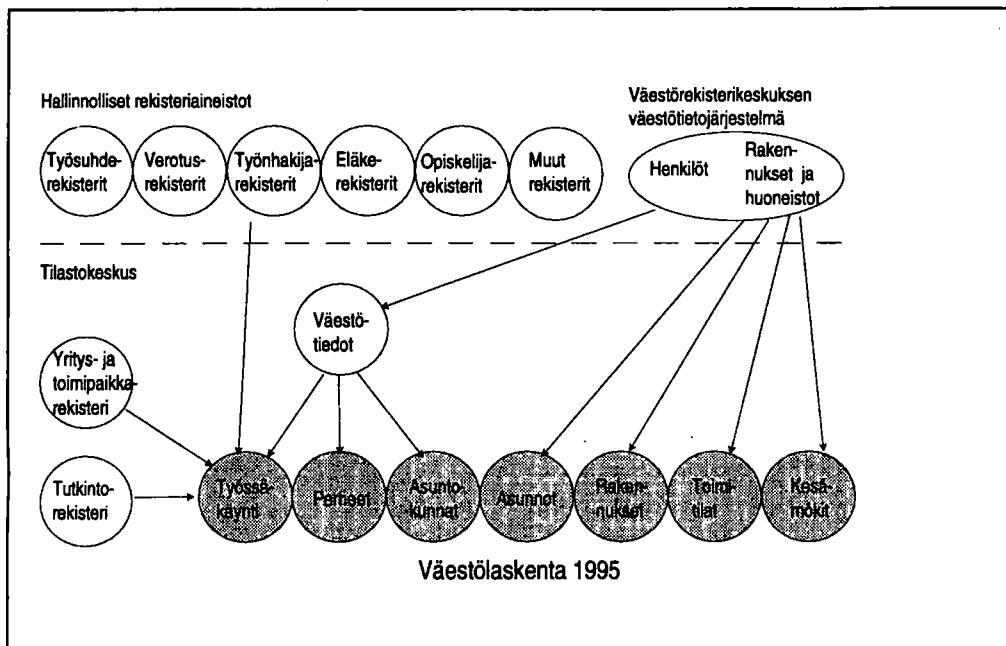 Hallinnolliset rekisteriaineistot
Väestörekisterikeskuksen
väestötietojärjestelmä
Työsuhde-
rekisterit
Verotus-
rekisterit
Työnhakija-
rekisterit
Eläke-
rekisterit
Opiskelija-
rekisterit
Muut
rekisterit
Henkilöt
Raken-
nukset ja
huoneistot
Tilastokeskus
Väestö-
tiedot
Yritys- ja
toimipaikka-
rekisteri
Tutkinto-
rekisteri
Työssä-
käynti
Perheet
Asunto-
kunnat
Asunnot
Raken-
nukset
Toimi-
tilat
Kesä-
mökit
Väestölaskenta 1995